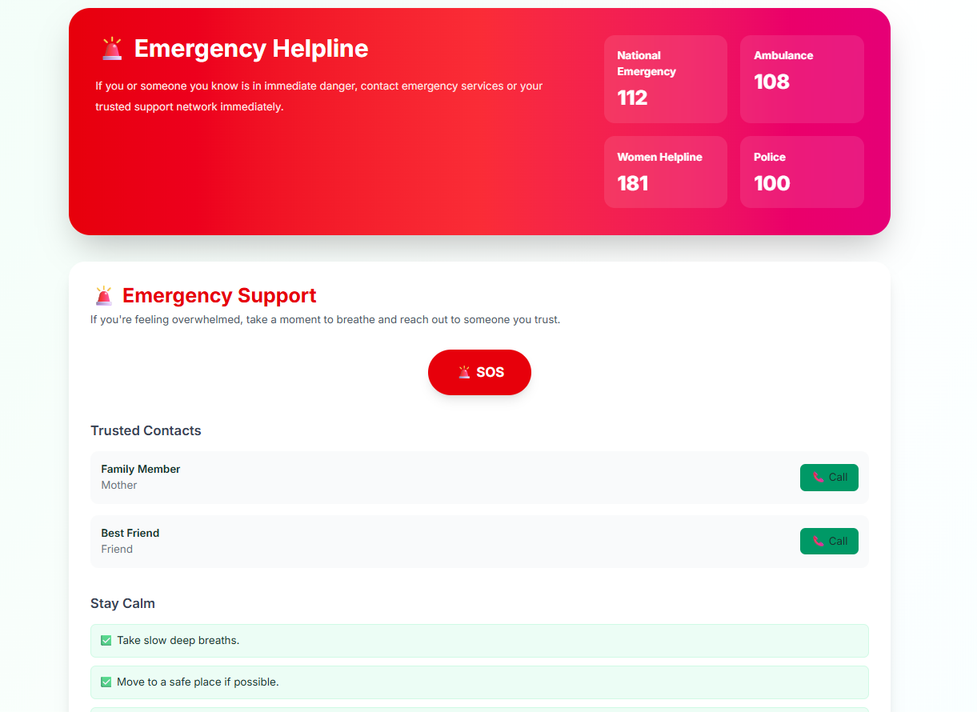 🚨 Emergency Helpline
If you or someone you know is in immediate danger, contact emergency services or your
trusted support network immediately.
National
Emergency
112
Ambulance
108
Women Helpline
181
Police
100
🚨 Emergency Support
If you're feeling overwhelmed, take a moment to breathe and reach out to someone you trust.
🚨 SOS
Trusted Contacts
Family Member
Mother
📞 Call
Best Friend
Friend
📞 Call
Stay Calm
✅ Take slow deep breaths.
✅ Move to a safe place if possible.